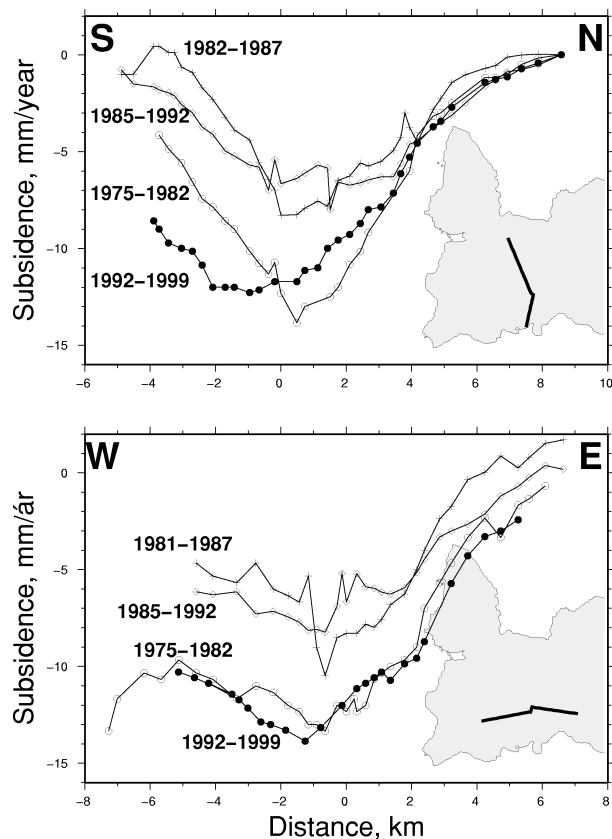 S
N
1982–1987
1985–1992
1975–1982
1992–1999
Subsidence, mm/year
0
−5
−10
−15
−6 −4 −2 0 2 4 6 8 10
W
E
1981–1987
1985–1992
1975–1982
1992–1999
Subsidence, mm/ár
0
−5
−10
−15
−8 −6 −4 −2 0 2 4 6 8
Distance, km